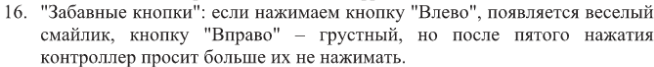 16. "Забавные кнопки": если нажимаем кнопку "Влево", появляется веселый
смайлик, кнопку "Вправо" – грустный, но после пятого нажатия
контроллер просит больше их не нажимать.